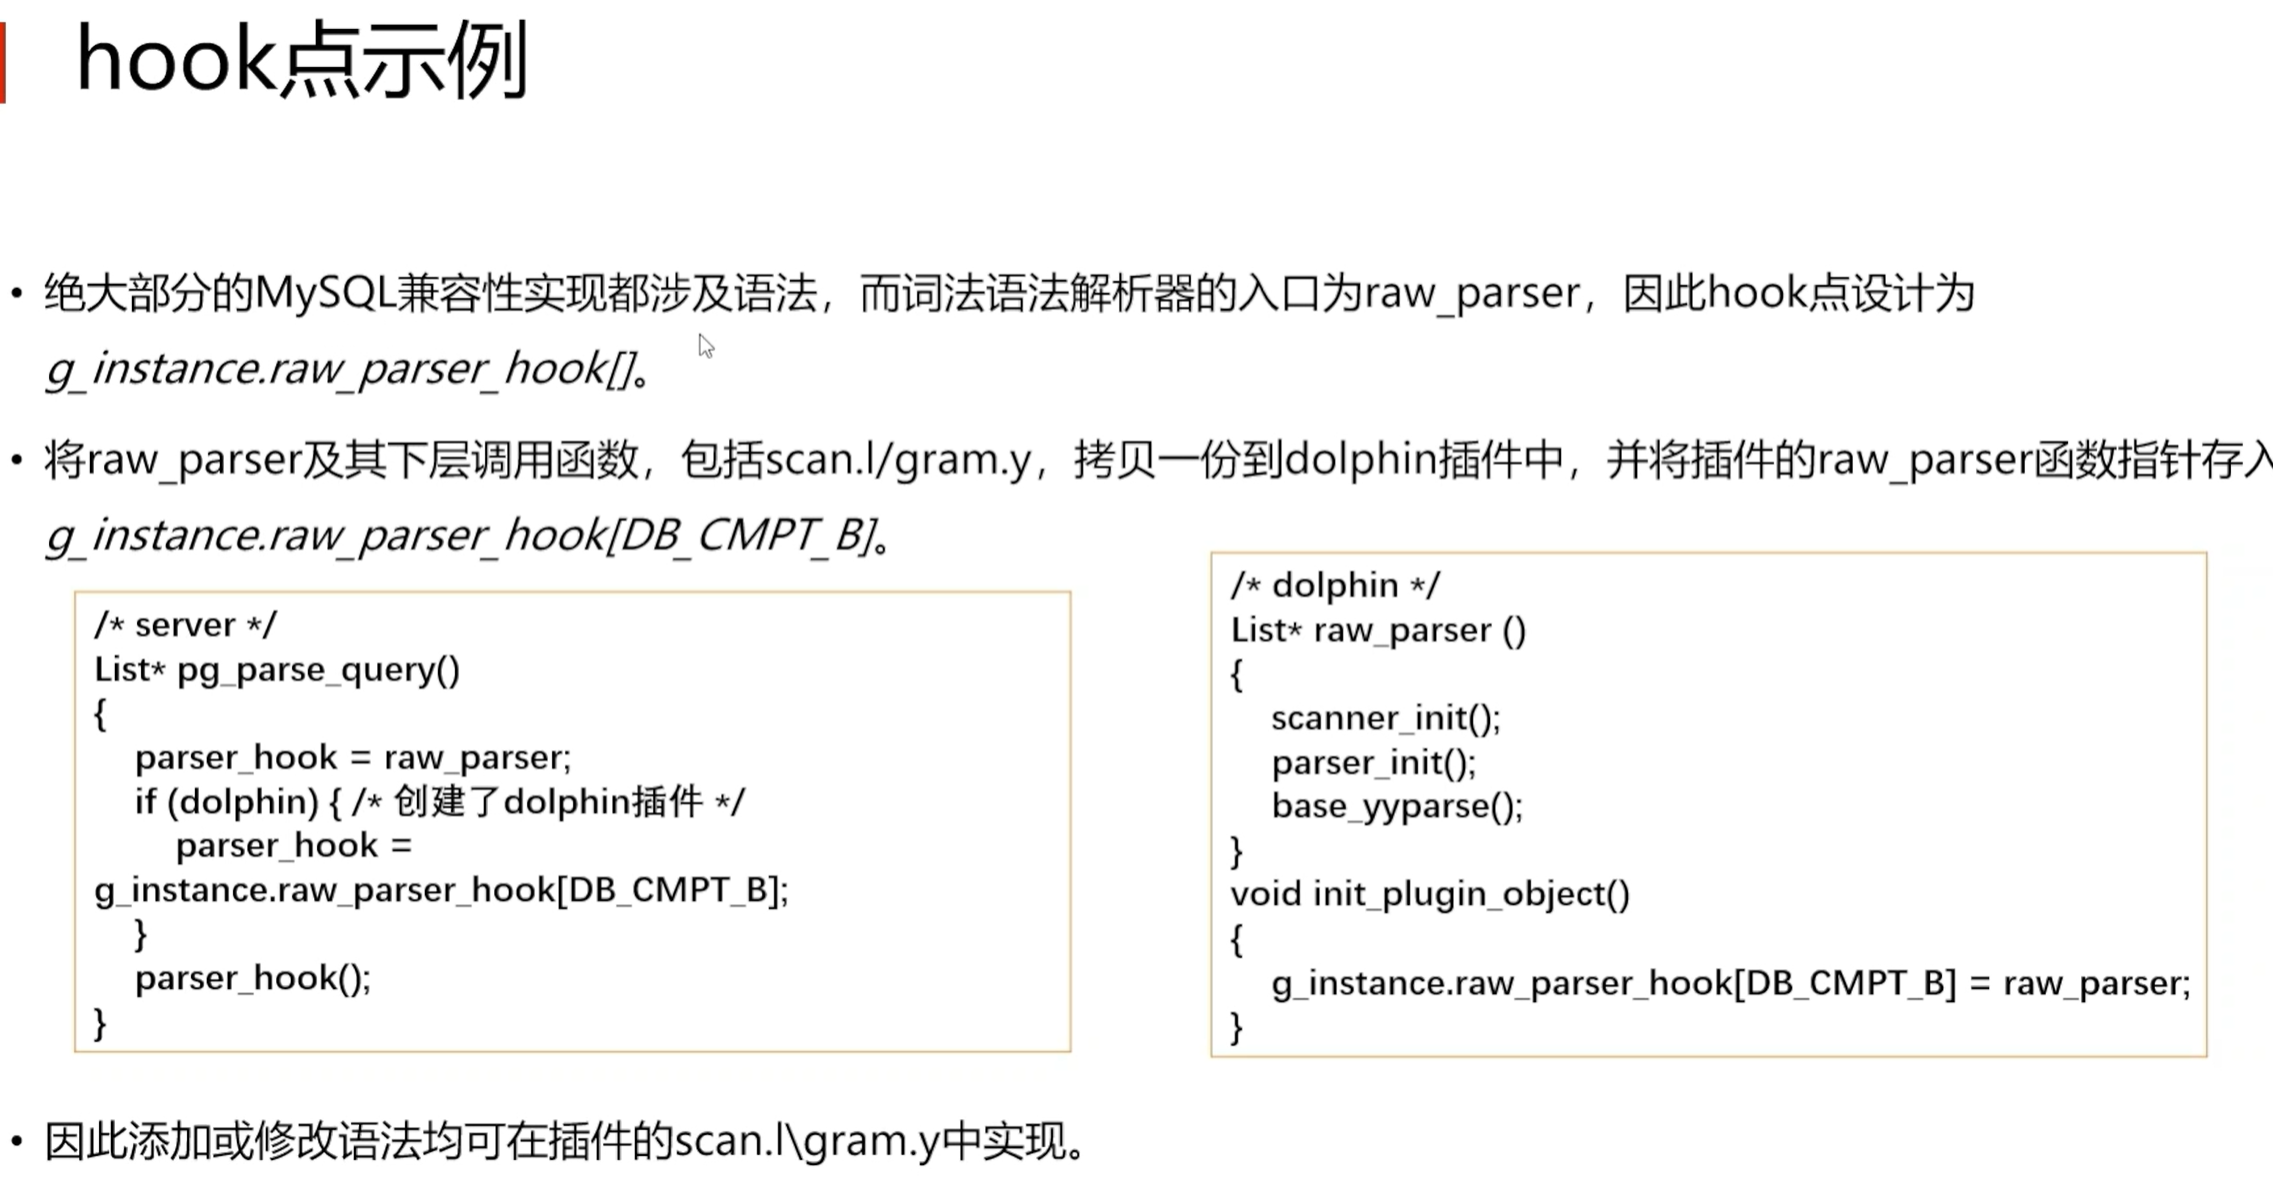 hook点示例
• 绝大部分的MySQL兼容性实现都涉及语法，而词法语法解析器的入口为raw_parser，因此hook点设计为
g_instance.raw_parser_hook[]。
• 将raw_parser及其下层调用函数，包括scan.l/gram.y，拷贝一份到dolphin插件中，并将插件的raw_parser函数指针存入
g_instance.raw_parser_hook[DB_CMPT_B]。
/* server */
List* pg_parse_query()
{
parser_hook = raw_parser;
if (dolphin) { /* 创建了dolphin插件 */
parser_hook =
g_instance.raw_parser_hook[DB_CMPT_B];
}
parser_hook();
}
/* dolphin */
List* raw_parser ()
{
scanner_init();
parser_init();
base_yyparse();
}
void init_plugin_object()
{
g_instance.raw_parser_hook[DB_CMPT_B] = raw_parser;
}
• 因此添加或修改语法均可在插件的scan.l\gram.y中实现。